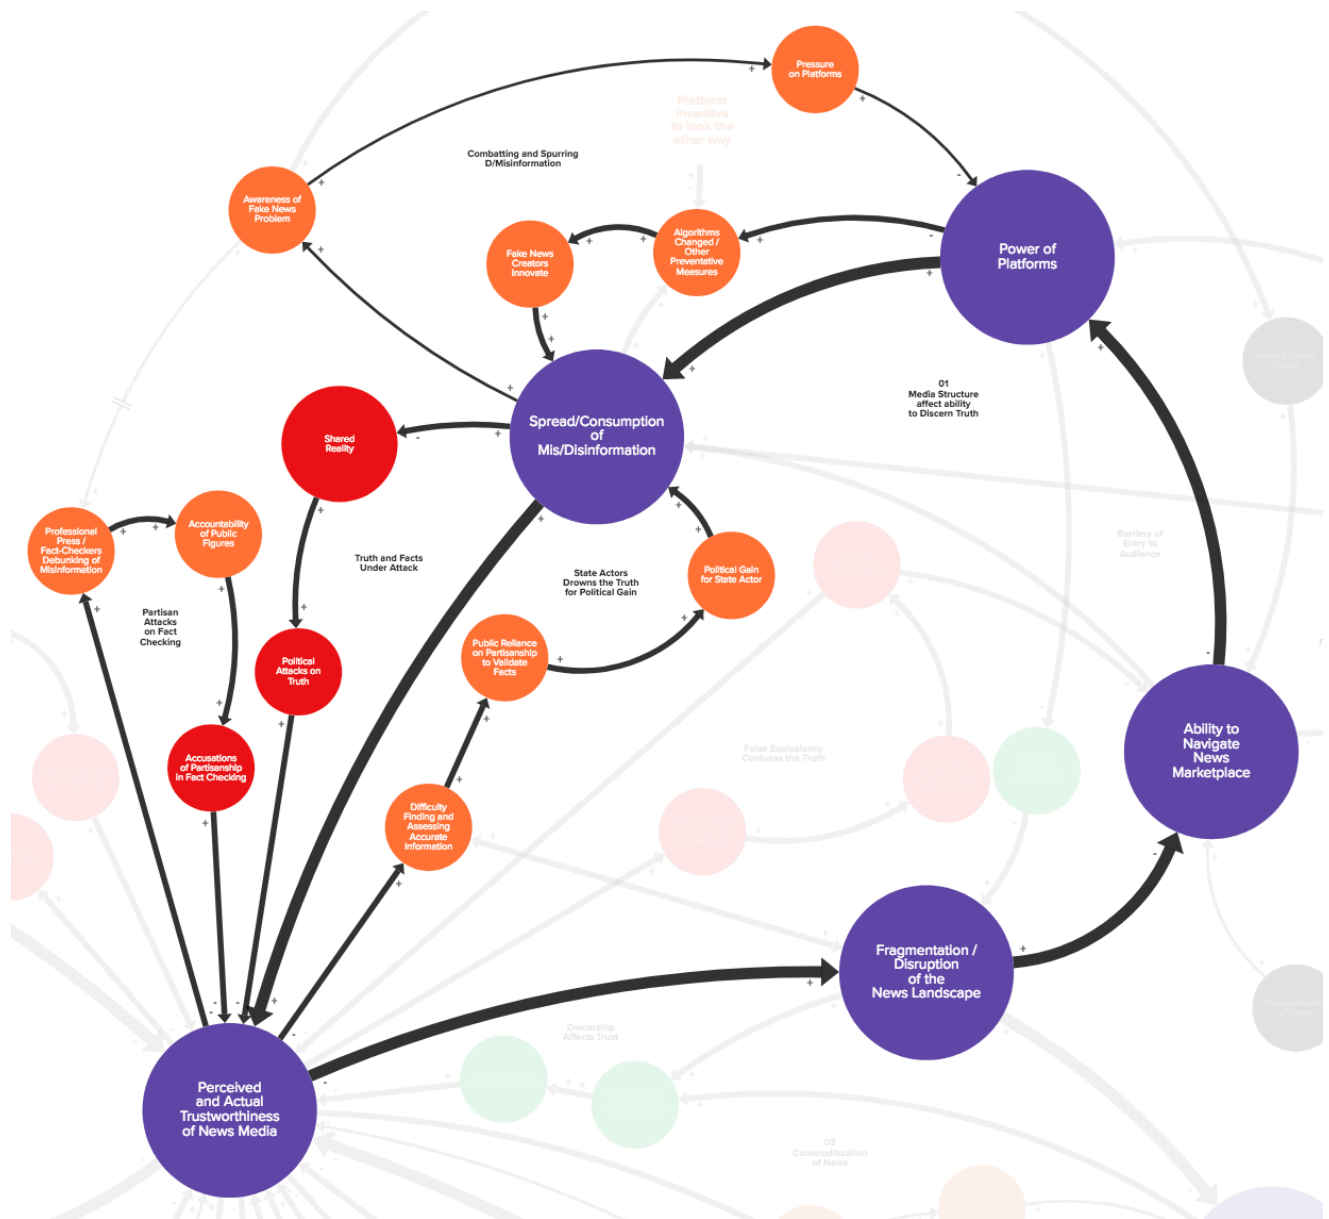 Pressure
on Platforms
Platform
Incentive
to look the
other way
Combatting and Spurring
D/Misinformation
Awareness of
Fake News
Problem
Algorithms
Changed /
Other
Preventative
Measures
Fake News
Creators
Innovate
Power of
Platforms
01
Media Structure
affect ability
to Discern Truth
Spread/Consumption
of
Mis/Disinformation
Shared
Reality
Professional
Press /
Fact-Checkers
Debunking of
Misinformation
Accountability
of Public
Figures
Truth and Facts
Under Attack
State Actors
Drowns the Truth
for Political Gain
Political Gain
for State Actor
Barriers of
Entry to
Audience
Partisan
Attacks
on Fact
Checking
Public Reliance
on Partisanship
to Validate
Facts
Political
Attacks on
Truth
Accusations
of Partisanship
in Fact Checking
False Equivalency
Confuses the Truth
Ability to
Navigate
News
Marketplace
Difficulty
Finding and
Assessing
Accurate
Information
Fragmentation /
Disruption
of the
News Landscape
Ownership
Affects Trust
Perceived
and Actual
Trustworthiness
of News Media
02
Commoditization
of News